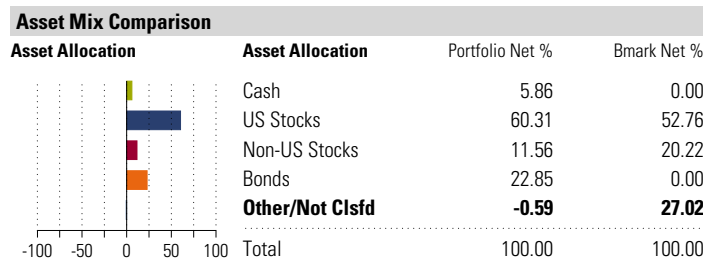 Asset Mix Comparison
Asset Allocation Asset Allocation Portfolio Net % Bmark Net %
Cash 5.86 0.00
US Stocks 60.31 52.76
Non-US Stocks 11.56 20.22
Bonds 22.85 0.00
Other/Not Clsfd -0.59 27.02
-100 -50 0 50 100 Total 100.00 100.00